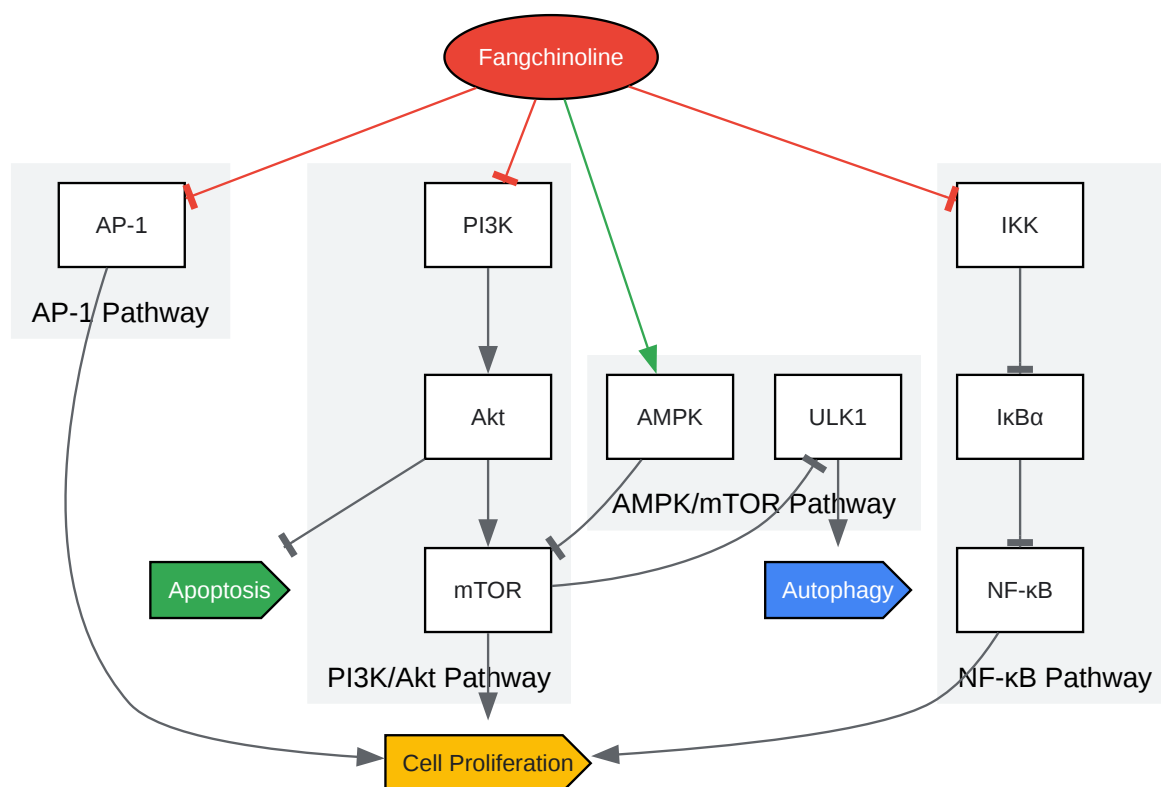 Fangchinoline
AP-1
PI3K
IKK
AP-1 Pathway
Akt
AMPK
ULK1
IκBα
AMPK/mTOR Pathway
Apoptosis
mTOR
Autophagy
NF-κB
PI3K/Akt Pathway
NF-κB Pathway
Cell Proliferation